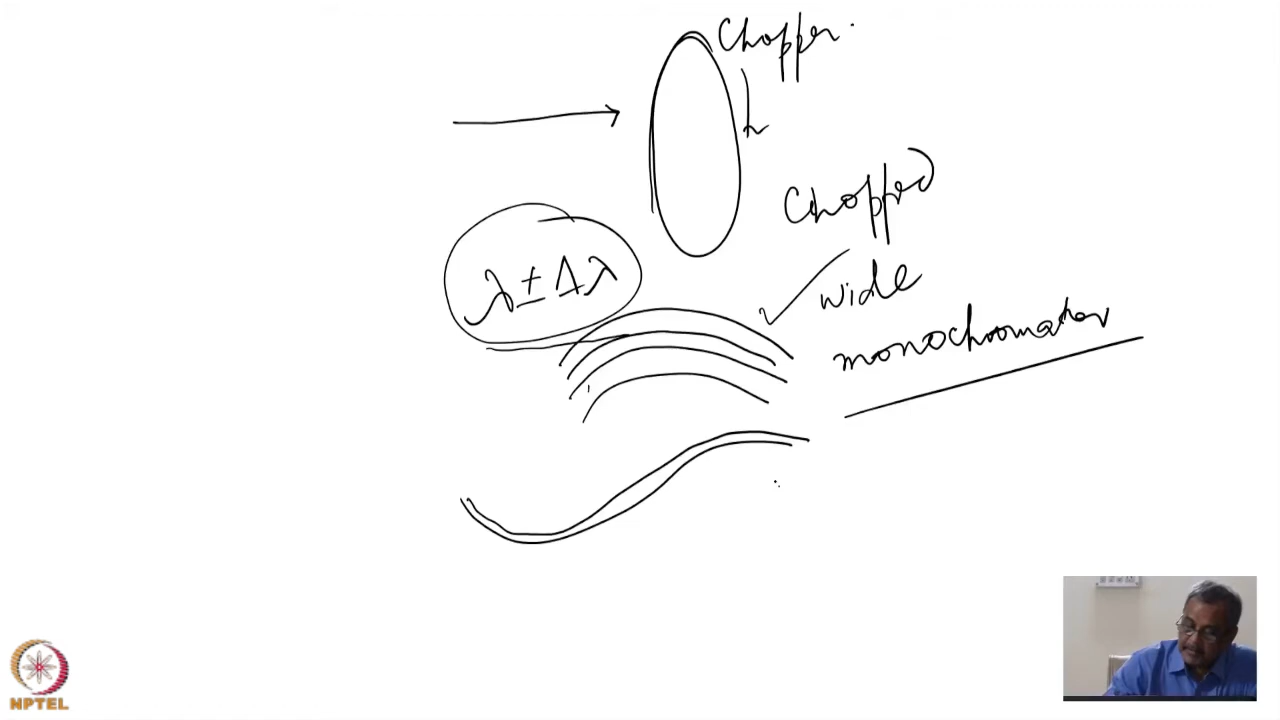 Chopper.
Chopped
λ ± Δλ
wide
monochromator
NPTEL